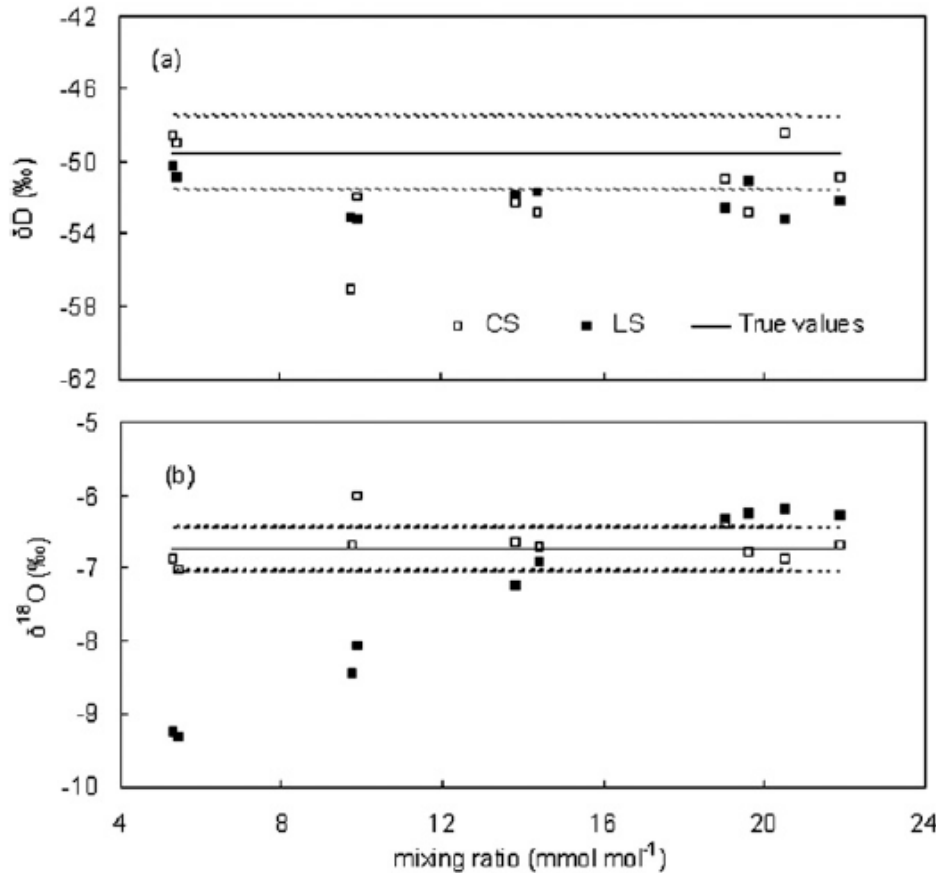 -42
(a)
-46
-50
δD (‰)
-54
-58
CS LS True values
-62
-5
(b)
-6
-7
δ¹⁸O (‰)
-8
-9
-10
4 8 12 16 20 24
mixing ratio (mmol mol⁻¹)